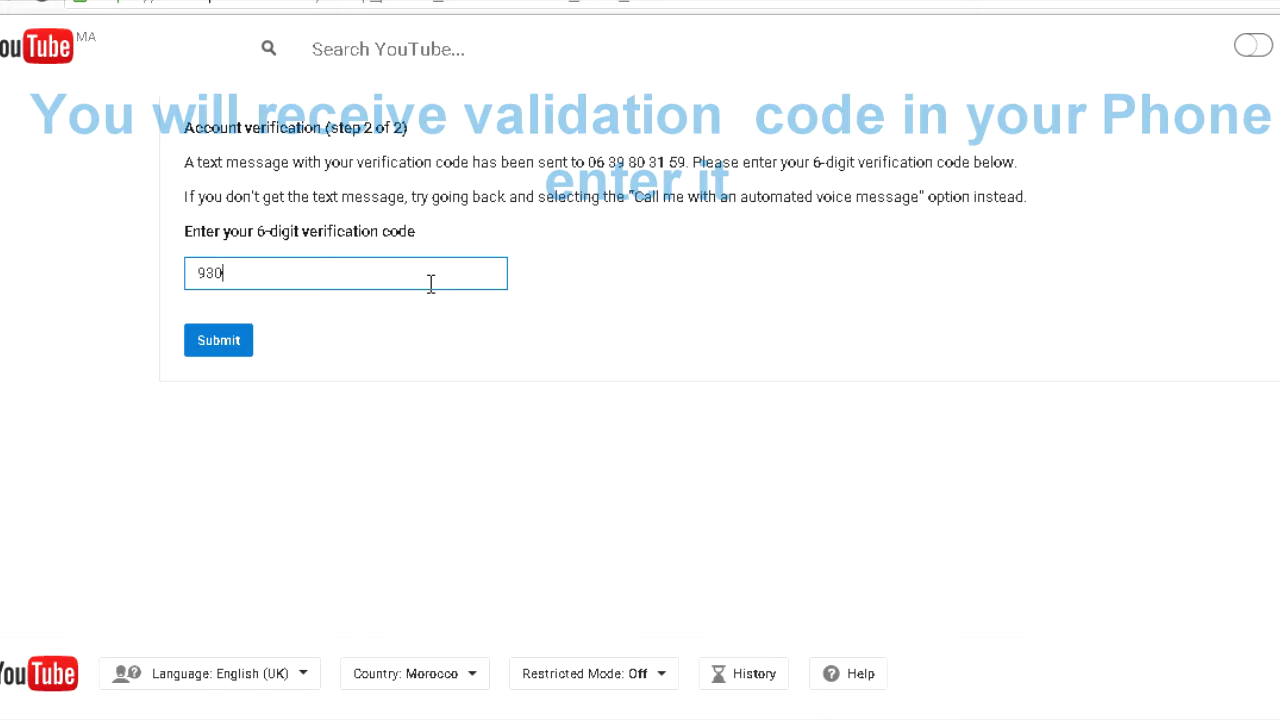 YouTube MA
Search YouTube...
You will receive validation code in your Phone
enter it
Account verification (step 2 of 2)
A text message with your verification code has been sent to 06 39 80 31 59. Please enter your 6-digit verification code below.
If you don't get the text message, try going back and selecting the "Call me with an automated voice message" option instead.
Enter your 6-digit verification code
930
Submit
YouTube
Language: English (UK)
Country: Morocco
Restricted Mode: Off
History
Help